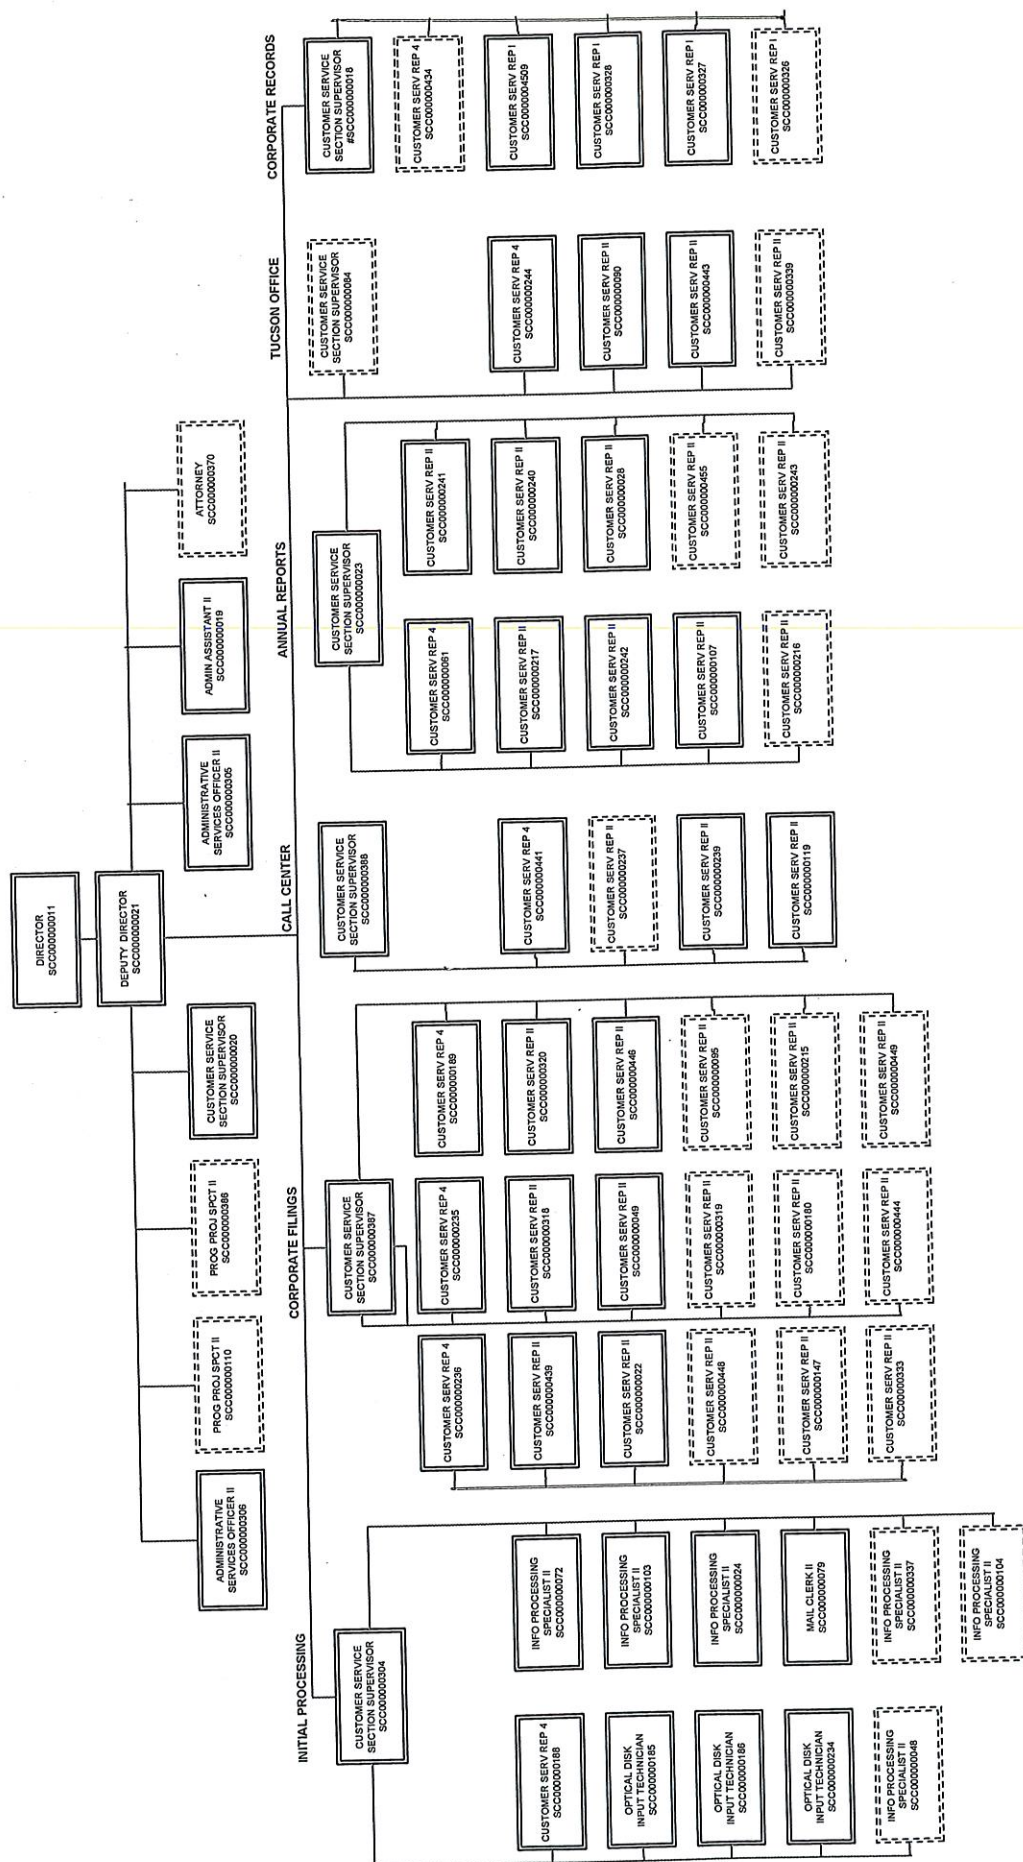 DIRECTOR
SCC000000011
DEPUTY DIRECTOR
SCC000000021
ADMINISTRATIVE
SERVICES OFFICER II
SCC000000306
PROG PROJ SPCT II
SCC000000110
PROG PROJ SPCT II
SCC000000386
CUSTOMER SERVICE
SECTION SUPERVISOR
SCC000000020
ADMINISTRATIVE
SERVICES OFFICER II
SCC000000305
ADMIN ASSISTANT II
SCC000000019
ATTORNEY
SCC000000370
INITIAL PROCESSING
CUSTOMER SERVICE
SECTION SUPERVISOR
SCC000000304
CUSTOMER SERV REP 4
SCC000000188
OPTICAL DISK
INPUT TECHNICIAN
SCC000000185
OPTICAL DISK
INPUT TECHNICIAN
SCC000000186
OPTICAL DISK
INPUT TECHNICIAN
SCC000000234
INFO PROCESSING
SPECIALIST II
SCC000000048
INFO PROCESSING
SPECIALIST II
SCC000000072
INFO PROCESSING
SPECIALIST II
SCC000000103
INFO PROCESSING
SPECIALIST II
SCC000000024
MAIL CLERK II
SCC000000079
INFO PROCESSING
SPECIALIST II
SCC000000337
INFO PROCESSING
SPECIALIST II
SCC000000104
CORPORATE FILINGS
CUSTOMER SERVICE
SECTION SUPERVISOR
SCC000000387
CUSTOMER SERV REP 4
SCC000000236
CUSTOMER SERV REP II
SCC000000439
CUSTOMER SERV REP II
SCC000000022
CUSTOMER SERV REP II
SCC000000448
CUSTOMER SERV REP II
SCC000000147
CUSTOMER SERV REP II
SCC000000333
CUSTOMER SERV REP 4
SCC000000235
CUSTOMER SERV REP II
SCC000000318
CUSTOMER SERV REP II
SCC000000049
CUSTOMER SERV REP II
SCC000000319
CUSTOMER SERV REP II
SCC000000180
CUSTOMER SERV REP II
SCC000000444
CUSTOMER SERV REP 4
SCC000000189
CUSTOMER SERV REP II
SCC000000320
CUSTOMER SERV REP II
SCC000000446
CUSTOMER SERV REP II
SCC000000095
CUSTOMER SERV REP II
SCC000000215
CUSTOMER SERV REP II
SCC000000449
CALL CENTER
CUSTOMER SERVICE
SECTION SUPERVISOR
SCC000000388
CUSTOMER SERV REP 4
SCC000000441
CUSTOMER SERV REP II
SCC000000237
CUSTOMER SERV REP II
SCC000000239
CUSTOMER SERV REP II
SCC000000119
ANNUAL REPORTS
CUSTOMER SERVICE
SECTION SUPERVISOR
SCC000000023
CUSTOMER SERV REP 4
SCC000000061
CUSTOMER SERV REP II
SCC000000217
CUSTOMER SERV REP II
SCC000000242
CUSTOMER SERV REP II
SCC000000107
CUSTOMER SERV REP II
SCC000000216
CUSTOMER SERV REP II
SCC000000241
CUSTOMER SERV REP II
SCC000000240
CUSTOMER SERV REP II
SCC000000028
CUSTOMER SERV REP II
SCC000000455
CUSTOMER SERV REP II
SCC000000243
TUCSON OFFICE
CUSTOMER SERVICE
SECTION SUPERVISOR
SCC000000084
CUSTOMER SERV REP 4
SCC000000244
CUSTOMER SERV REP II
SCC000000090
CUSTOMER SERV REP II
SCC000000443
CUSTOMER SERV REP II
SCC000000339
CORPORATE RECORDS
CUSTOMER SERVICE
SECTION SUPERVISOR
#SCC000000018
CUSTOMER SERV REP 4
SCC000000434
CUSTOMER SERV REP I
SCC0000004509
CUSTOMER SERV REP I
SCC000000328
CUSTOMER SERV REP I
SCC000000327
CUSTOMER SERV REP I
SCC000000326